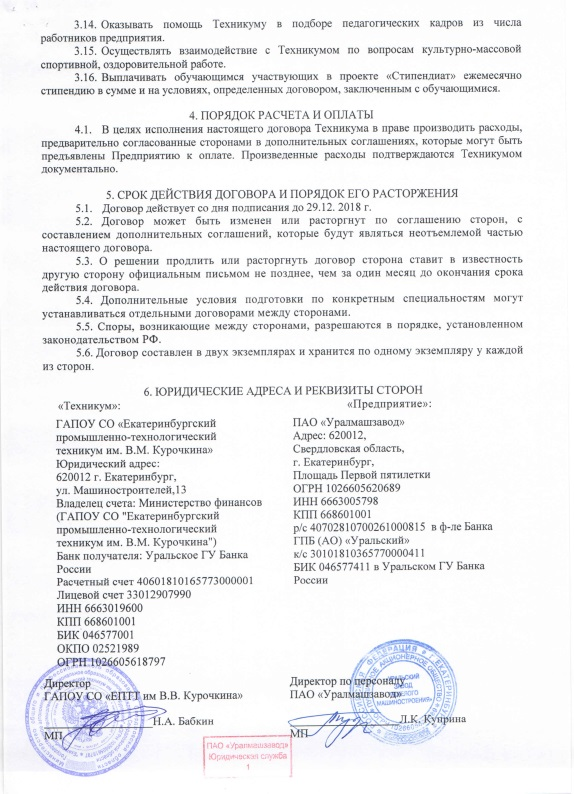 3.14. Оказывать помощь Техникуму в подборе педагогических кадров из числа
работников предприятия.
3.15. Осуществлять взаимодействие с Техникумом по вопросам культурно-массовой
спортивной, оздоровительной работе.
3.16. Выплачивать обучающимся участвующих в проекте «Стипендиат» ежемесячно
стипендию в сумме и на условиях, определенных договором, заключенным с обучающимися.
4. ПОРЯДОК РАСЧЕТА И ОПЛАТЫ
4.1. В целях исполнения настоящего договора Техникума в праве производить расходы,
предварительно согласованные сторонами в дополнительных соглашениях, которые могут быть
предъявлены Предприятию к оплате. Произведенные расходы подтверждаются Техникумом
документально.
5. СРОК ДЕЙСТВИЯ ДОГОВОРА И ПОРЯДОК ЕГО РАСТОРЖЕНИЯ
5.1. Договор действует со дня подписания до 29.12. 2018 г.
5.2. Договор может быть изменен или расторгнут по соглашению сторон, с
составлением дополнительных соглашений, которые будут являться неотъемлемой частью
настоящего договора.
5.3. О решении продлить или расторгнуть договор сторона ставит в известность
другую сторону официальным письмом не позднее, чем за один месяц до окончания срока
действия договора.
5.4. Дополнительные условия подготовки по конкретным специальностям могут
устанавливаться отдельными договорами между сторонами.
5.5. Споры, возникающие между сторонами, разрешаются в порядке, установленном
законодательством РФ.
5.6. Договор составлен в двух экземплярах и хранится по одному экземпляру у каждой
из сторон.
6. ЮРИДИЧЕСКИЕ АДРЕСА И РЕКВИЗИТЫ СТОРОН
«Техникум»:
ГАПОУ СО «Екатеринбургский
промышленно-технологический
техникум им. В.М. Курочкина»
Юридический адрес:
620012 г. Екатеринбург,
ул. Машиностроителей,13
Владелец счета: Министерство финансов
(ГАПОУ СО "Екатеринбургский
промышленно-технологический
техникум им. В.М. Курочкина")
Банк получателя: Уральское ГУ Банка
России
Расчетный счет 40601810165773000001
Лицевой счет 33012907990
ИНН 6663019600
КПП 668601001
БИК 046577001
ОКПО 02521989
ОГРН 1026605618797
Директор
ГАПОУ СО «ЕПТТ им В.В. Курочкина»
Н.А. Бабкин
МП
«Предприятие»:
ПАО «Уралмашзавод»
Адрес: 620012,
Свердловская область,
г. Екатеринбург,
Площадь Первой пятилетки
ОГРН 1026605620689
ИНН 6663005798
КПП 668601001
р/с 40702810700261000815 в ф-ле Банка
ГПБ (АО) «Уральский»
к/с 30101810365770000411
БИК 046577411 в Уральском ГУ Банка
России
Директор по персоналу
ПАО «Уралмашзавод»
Л.К. Куприна
МП
УРАЛЬСКИЙ
ЗАВОД
ТЯЖЕЛОГО
МАШИНОСТРОЕНИЯ
ПАО «Уралмашзавод»
Юридическая служба
1